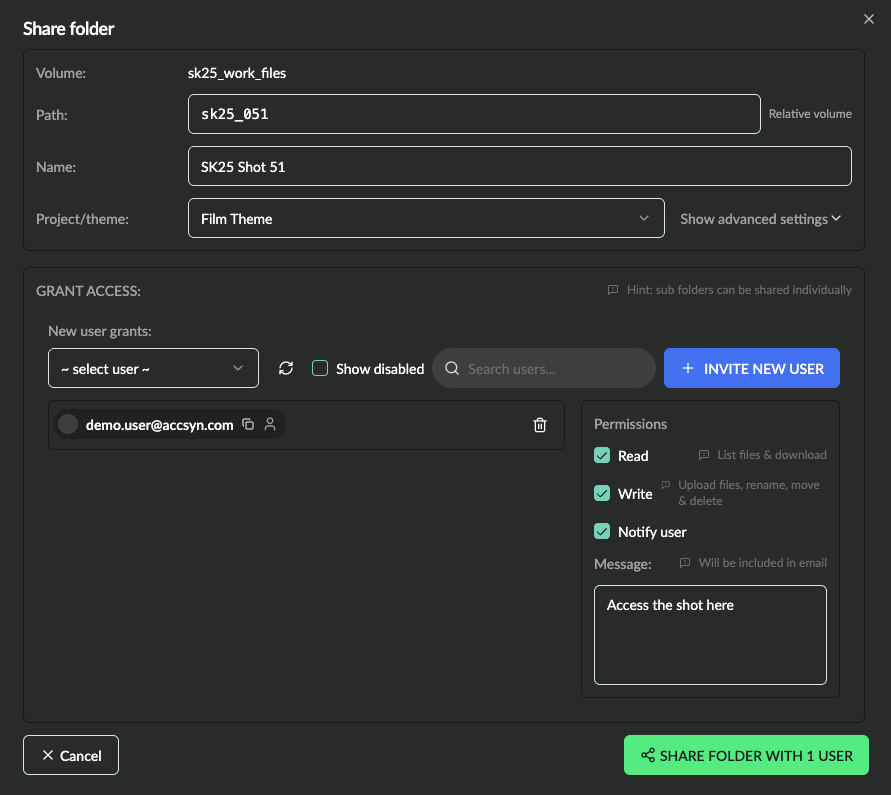 Share folder
Volume: sk25_work_files
Path: sk25_051 Relative volume
Name: SK25 Shot 51
Project/theme: Film Theme Show advanced settings
GRANT ACCESS: Hint: sub folders can be shared individually
New user grants:
~ select user ~ Show disabled Search users... INVITE NEW USER
demo.user@accsyn.com
Permissions
Read List files & download
Write Upload files, rename, move
& delete
Notify user
Message: Will be included in email
Access the shot here
Cancel SHARE FOLDER WITH 1 USER